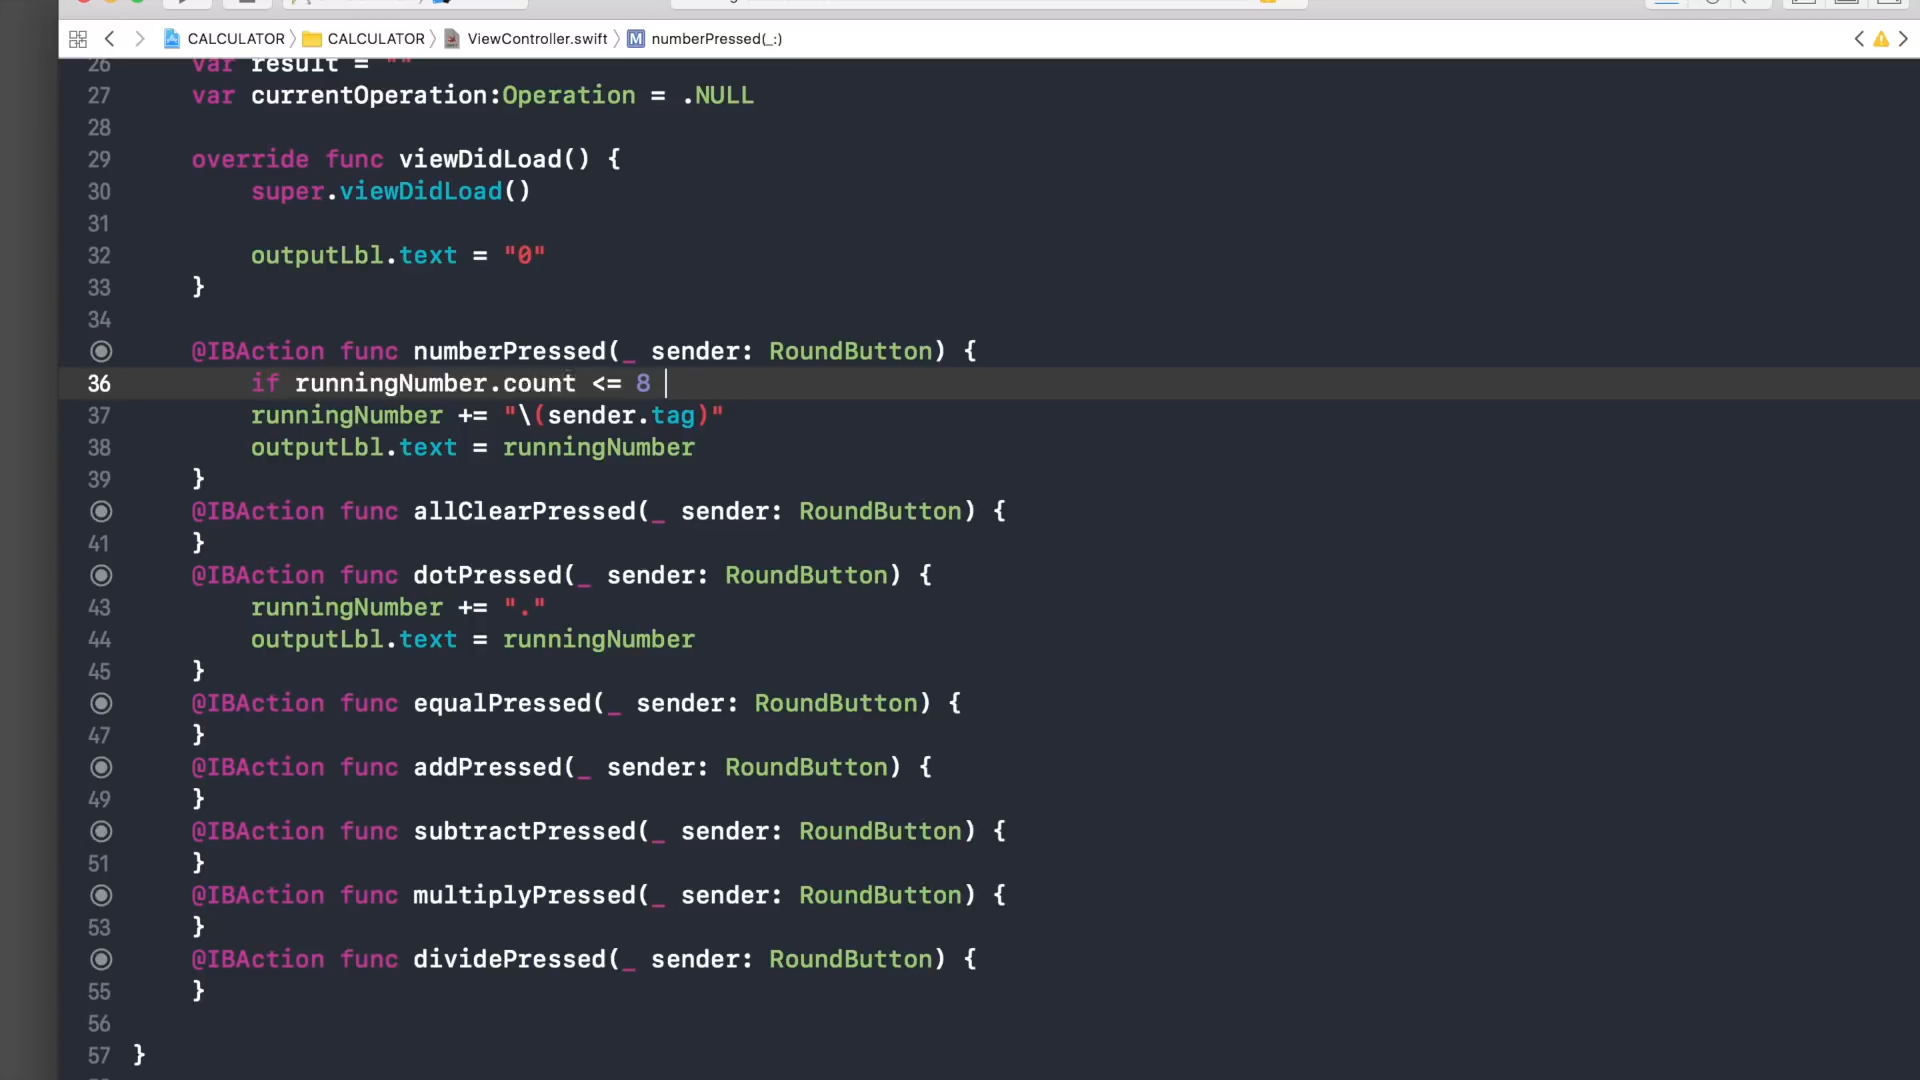 CALCULATOR CALCULATOR ViewController.swift M numberPressed(_:)
26 var result = ""
27 var currentOperation:Operation = .NULL
28
29 override func viewDidLoad() {
30 super.viewDidLoad()
31
32 outputLbl.text = "0"
33 }
34
@IBAction func numberPressed(_ sender: RoundButton) {
36 if runningNumber.count <= 8
37 runningNumber += "\(sender.tag)"
38 outputLbl.text = runningNumber
39 }
@IBAction func allClearPressed(_ sender: RoundButton) {
41 }
@IBAction func dotPressed(_ sender: RoundButton) {
43 runningNumber += "."
44 outputLbl.text = runningNumber
45 }
@IBAction func equalPressed(_ sender: RoundButton) {
47 }
@IBAction func addPressed(_ sender: RoundButton) {
49 }
@IBAction func subtractPressed(_ sender: RoundButton) {
51 }
@IBAction func multiplyPressed(_ sender: RoundButton) {
53 }
@IBAction func dividePressed(_ sender: RoundButton) {
55 }
56
57 }